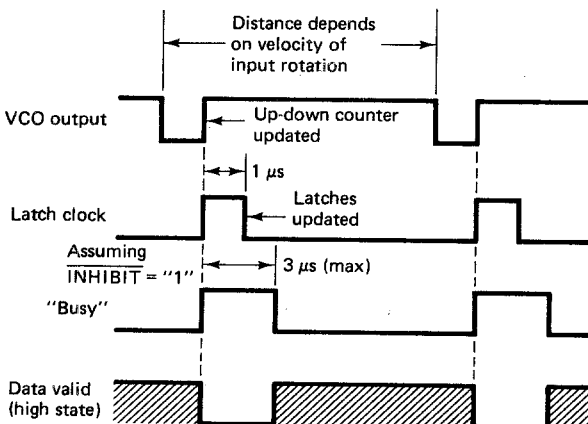 Distance depends
on velocity of
input rotation
VCO output
Up-down counter
updated
1 µs
Latch clock
Latches
updated
Assuming
INHIBIT = "1"
3 µs (max)
"Busy"
Data valid
(high state)